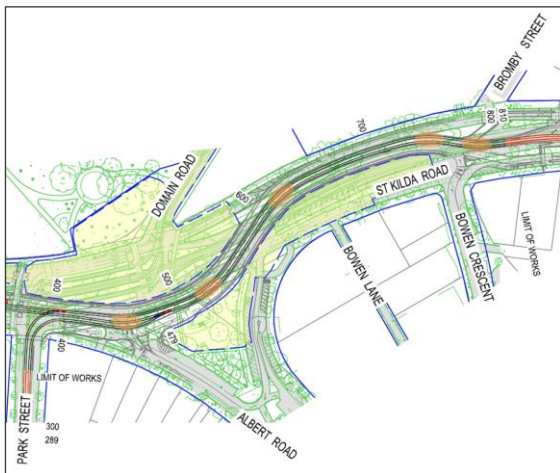 BROMBY STREET
810
800
700
DOMAIN ROAD
600
ST KILDA ROAD
500
400
BOWEN LANE
BOWEN CRESCENT
LIMIT OF WORKS
479
400
LIMIT OF WORKS
PARK STREET
300
289
ALBERT ROAD